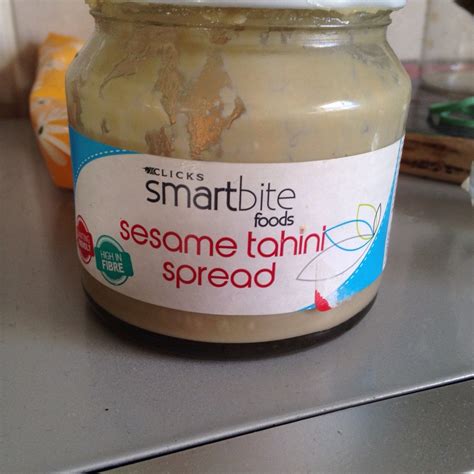 CLICKS
smartbite
foods
sesame tahini
spread
HIGH IN
FIBRE